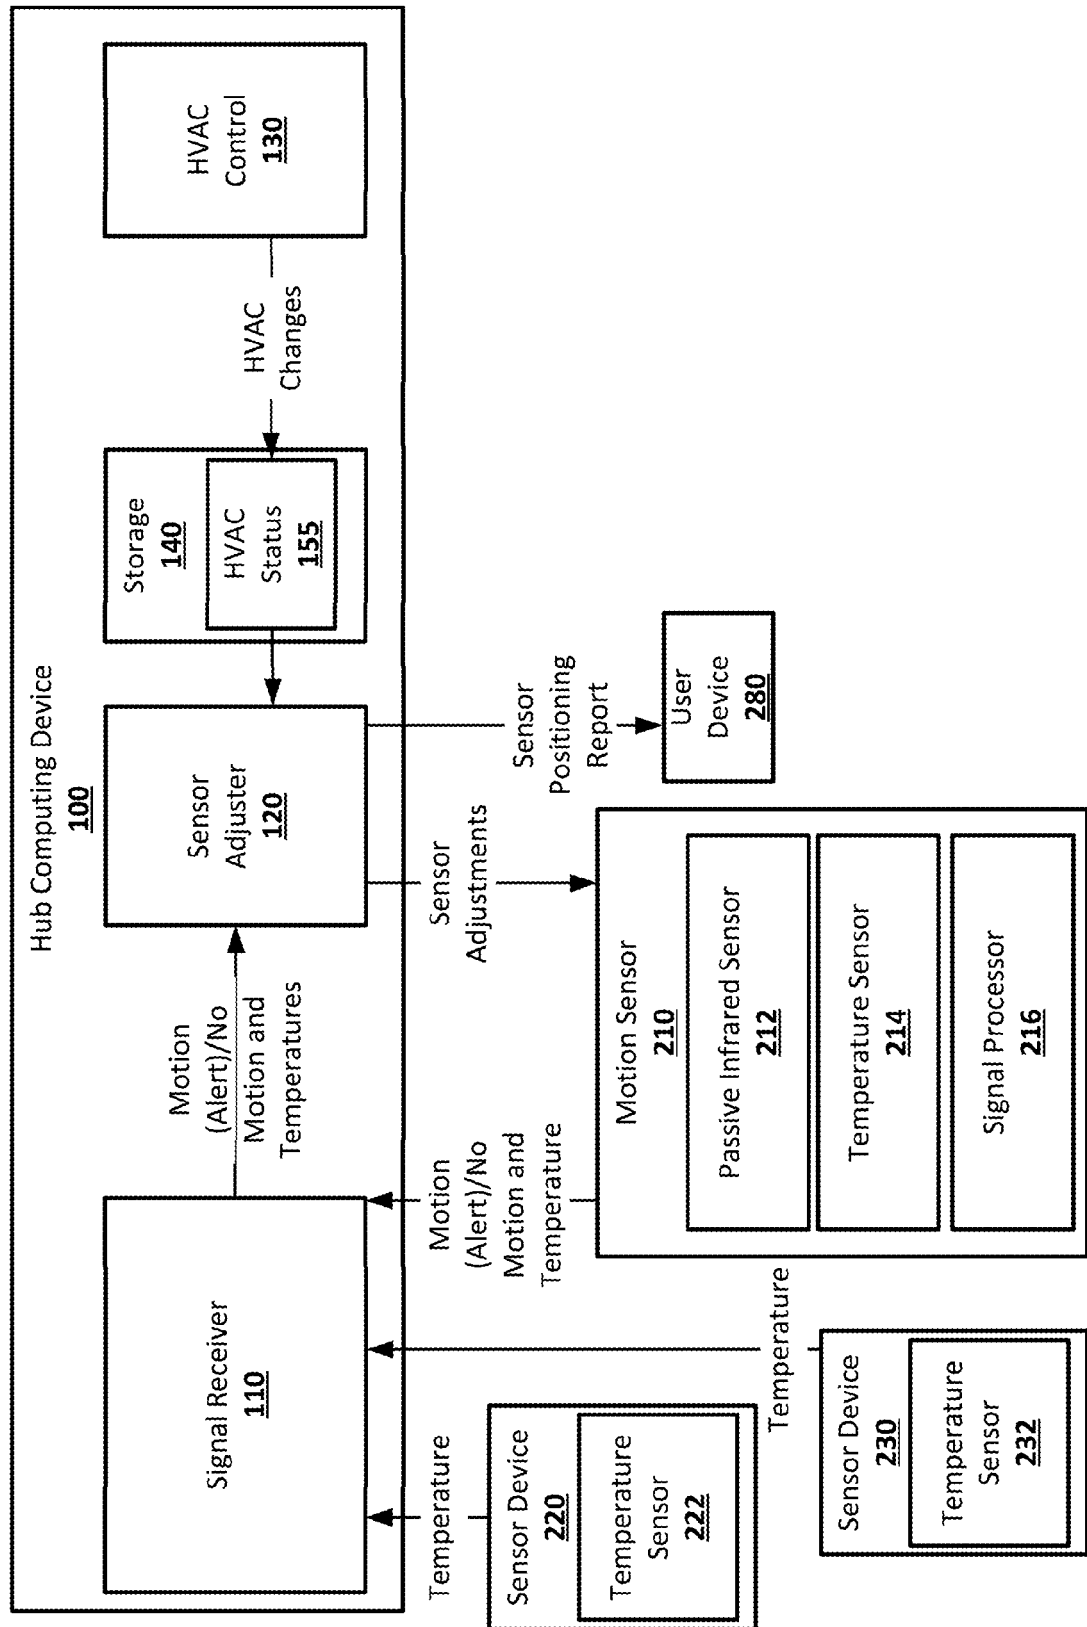 Hub Computing Device
100
Signal Receiver
110
Motion
(Alert)/No
Motion and
Temperatures
Sensor
Adjuster
120
Storage
140
HVAC
Status
155
HVAC
Changes
HVAC
Control
130
Temperature
Temperature
Motion
(Alert)/No
Motion and
Temperature
Sensor
Adjustments
Sensor
Positioning
Report
Sensor Device
220
Temperature
Sensor
222
Sensor Device
230
Temperature
Sensor
232
Motion Sensor
210
Passive Infrared Sensor
212
Temperature Sensor
214
Signal Processor
216
User
Device
280